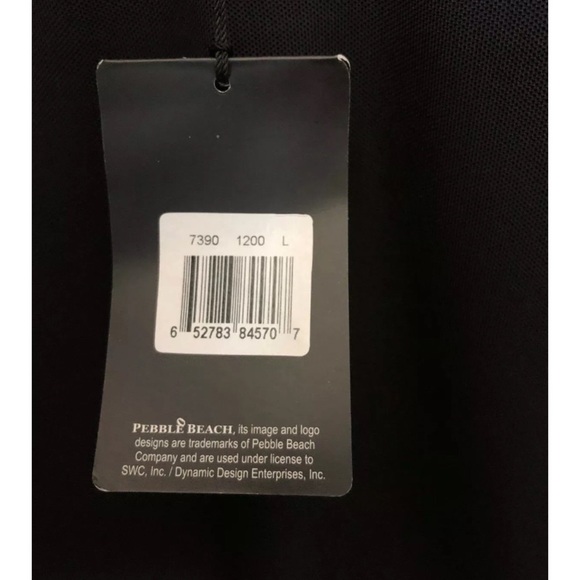 7390 1200 L
6 52783 84570 7
PEBBLE BEACH, its image and logo
designs are trademarks of Pebble Beach
Company and are used under license to
SWC, Inc. / Dynamic Design Enterprises, Inc.